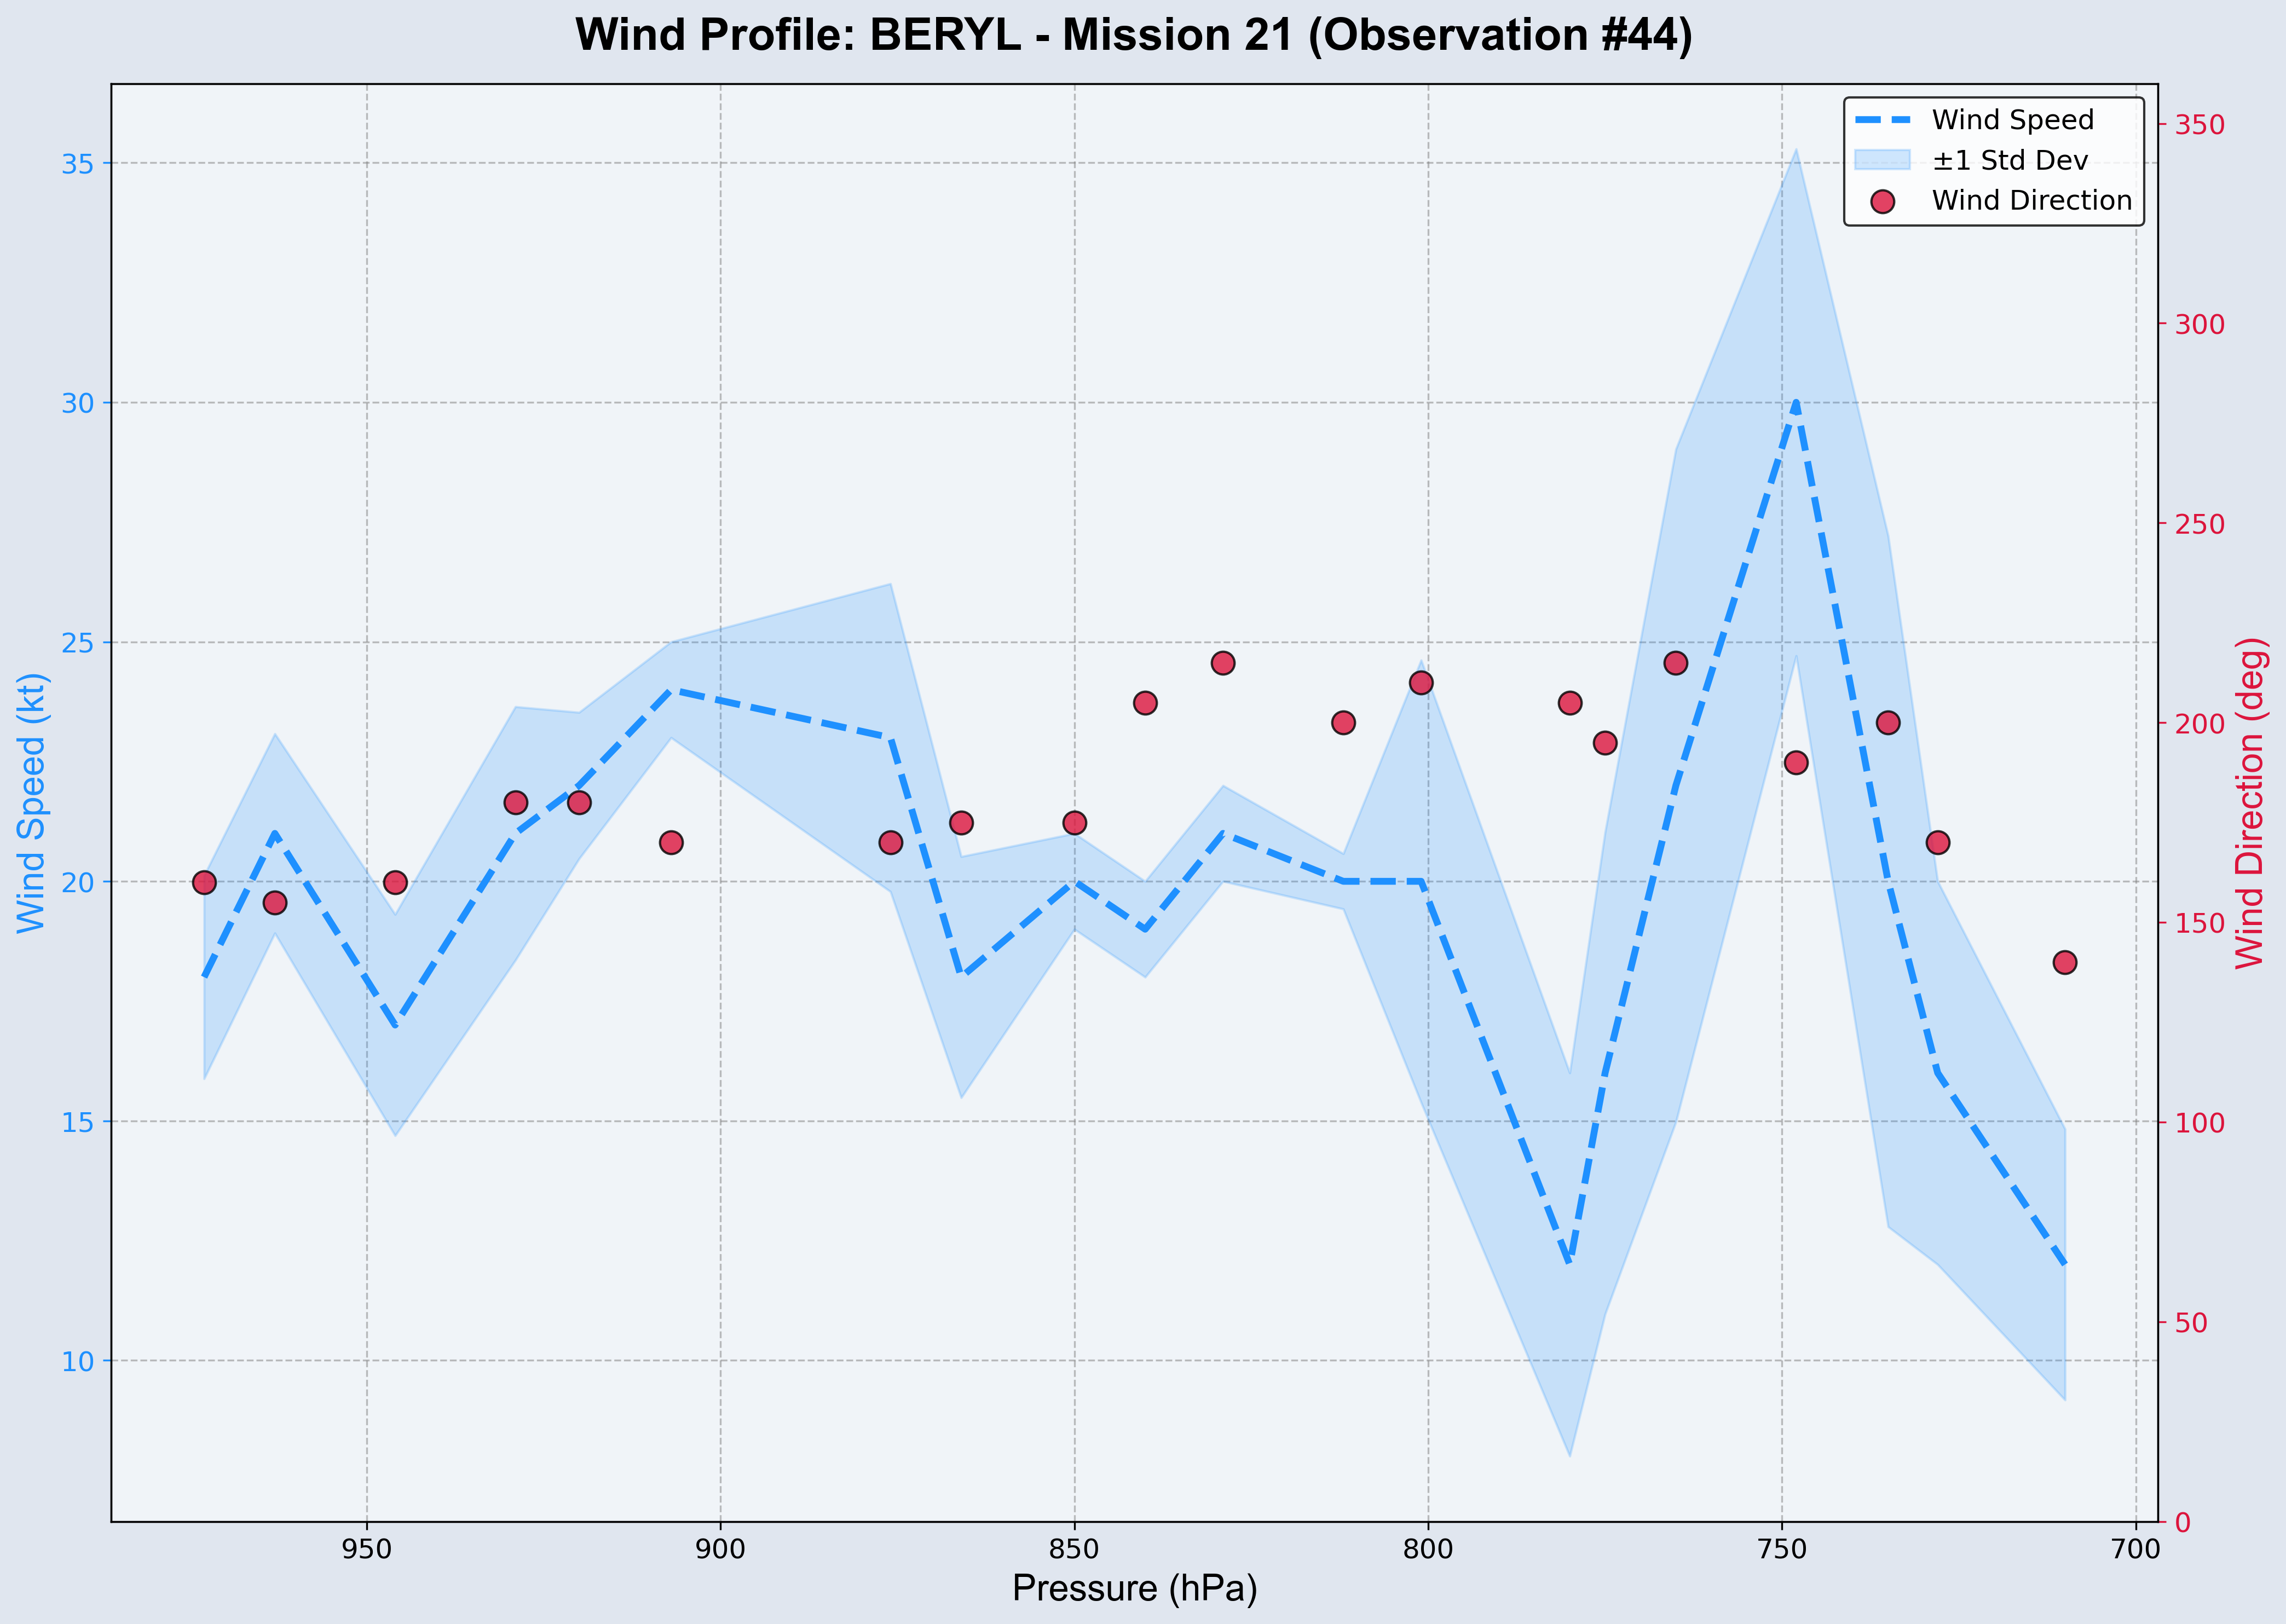 Wind Profile: BERYL - Mission 21 (Observation #44)
Wind Speed
±1 Std Dev
Wind Direction
35
30
25
20
15
10
Wind Speed (kt)
350
300
250
200
150
100
50
0
Wind Direction (deg)
950
900
850
800
750
700
Pressure (hPa)